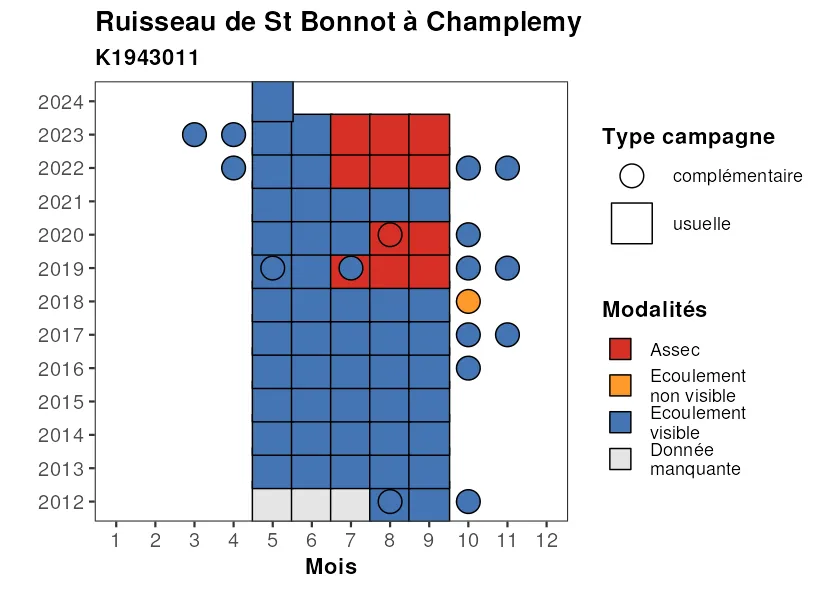 Ruisseau de St Bonnot à Champlemy
K1943011
2024
2023
2022
2021
2020
2019
2018
2017
2016
2015
2014
2013
2012
1 2 3 4 5 6 7 8 9 10 11 12
Mois
Type campagne
complémentaire
usuelle
Modalités
Assec
Ecoulement
non visible
Ecoulement
visible
Donnée
manquante